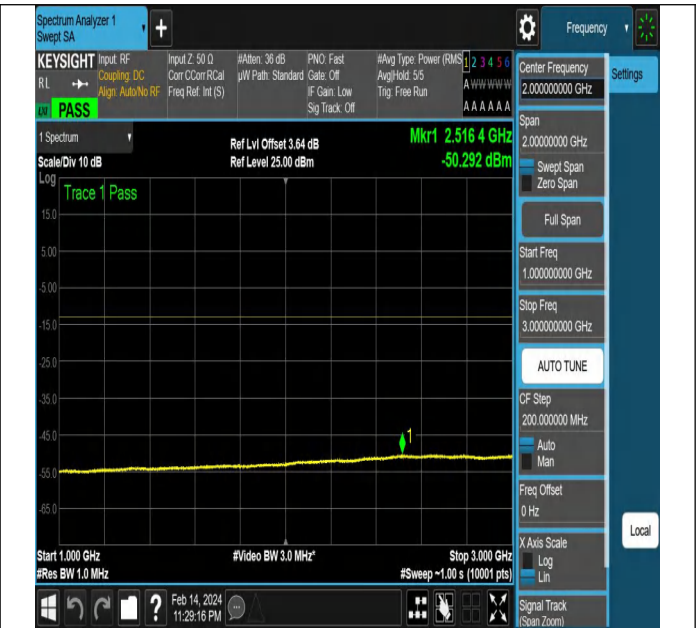 Spectrum Analyzer 1
Swept SA
+
Frequency
KEYSIGHT
RL
PASS
Input: RF
Coupling: DC
Align: Auto/No RF
Input Z: 50 Ω
Corr CCorr RCal
Freq Ref: Int (S)
#Atten: 36 dB
µW Path: Standard
PNO: Fast
Gate: Off
IF Gain: Low
Sig Track: Off
#Avg Type: Power (RMS
Avg|Hold: 5/5
Trig: Free Run
1 2 3 4 5 6
A W W W W W
A A A A A A
1 Spectrum
Scale/Div 10 dB
Ref Lvl Offset 3.64 dB
Ref Level 25.00 dBm
Mkr1 2.516 4 GHz
-50.292 dBm
Log
Trace 1 Pass
15.0
5.00
-5.00
-15.0
-25.0
-35.0
-45.0
-55.0
-65.0
1
Start 1.000 GHz
#Res BW 1.0 MHz
#Video BW 3.0 MHz*
Stop 3.000 GHz
#Sweep ~1.00 s (10001 pts)
?
Feb 14, 2024
11:29:16 PM
Center Frequency
2.000000000 GHz
Settings
Span
2.00000000 GHz
Swept Span
Zero Span
Full Span
Start Freq
1.000000000 GHz
Stop Freq
3.000000000 GHz
AUTO TUNE
CF Step
200.000000 MHz
Auto
Man
Freq Offset
0 Hz
X Axis Scale
Log
Lin
Local
Signal Track
(Span Zoom)